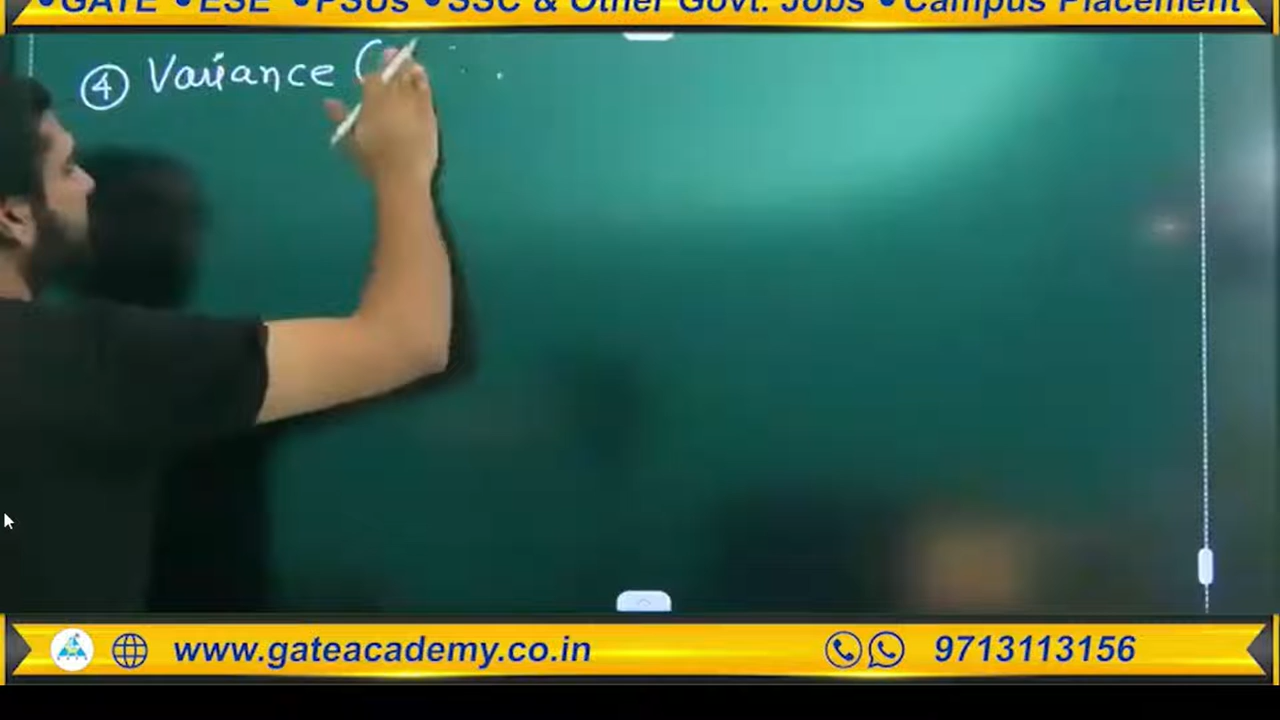 •GATE •ESE •PSUs •SSC & Other Govt. Jobs •Campus Placement
④ Variance (
www.gateacademy.co.in 9713113156